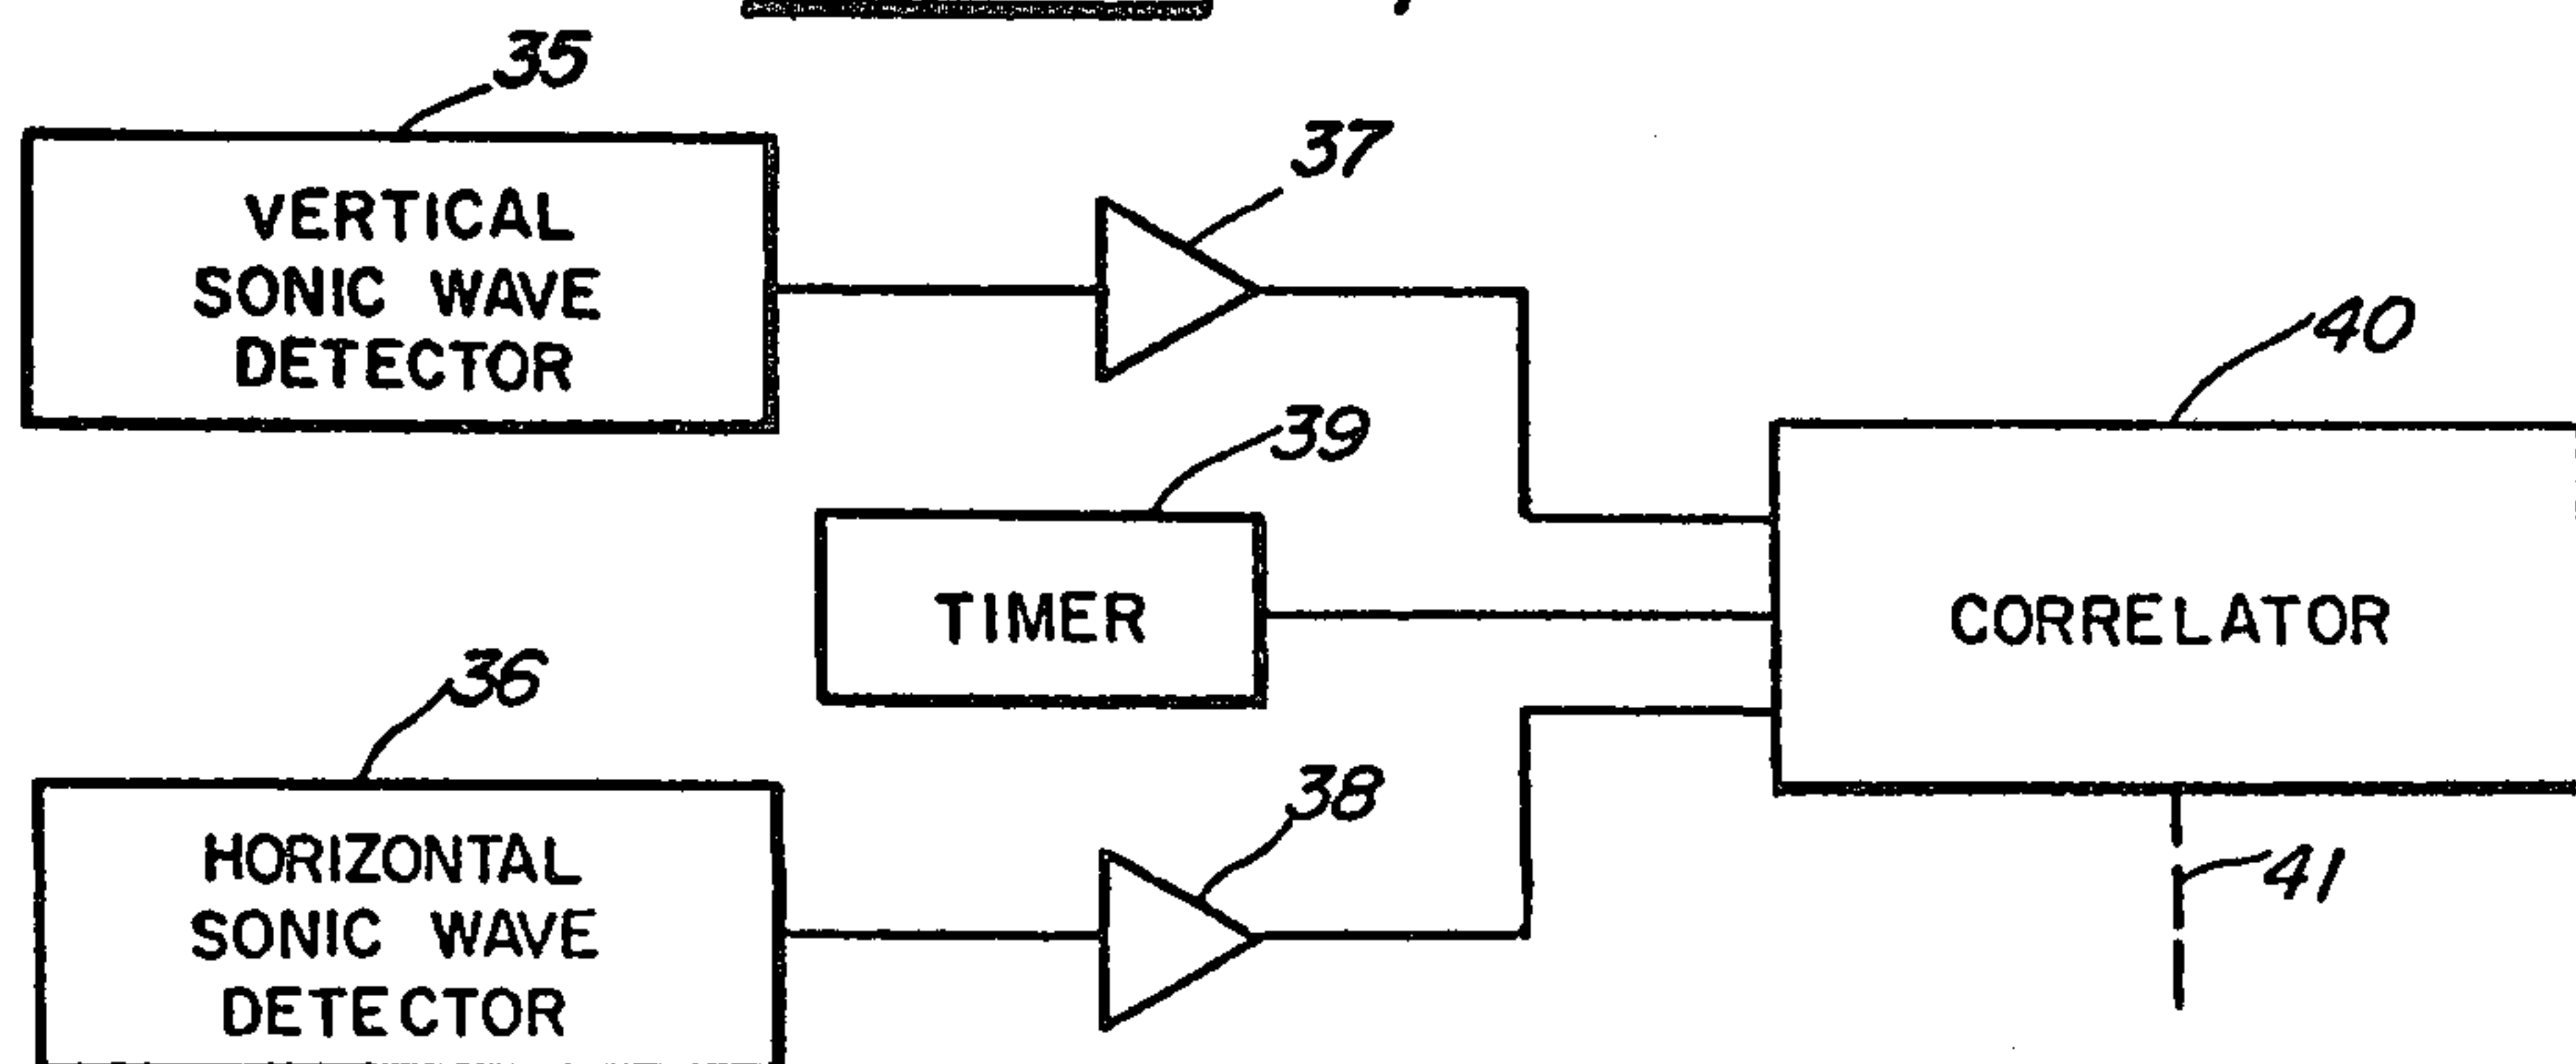 35
VERTICAL
SONIC WAVE
DETECTOR
37
39
TIMER
40
CORRELATOR
36
HORIZONTAL
SONIC WAVE
DETECTOR
38
41